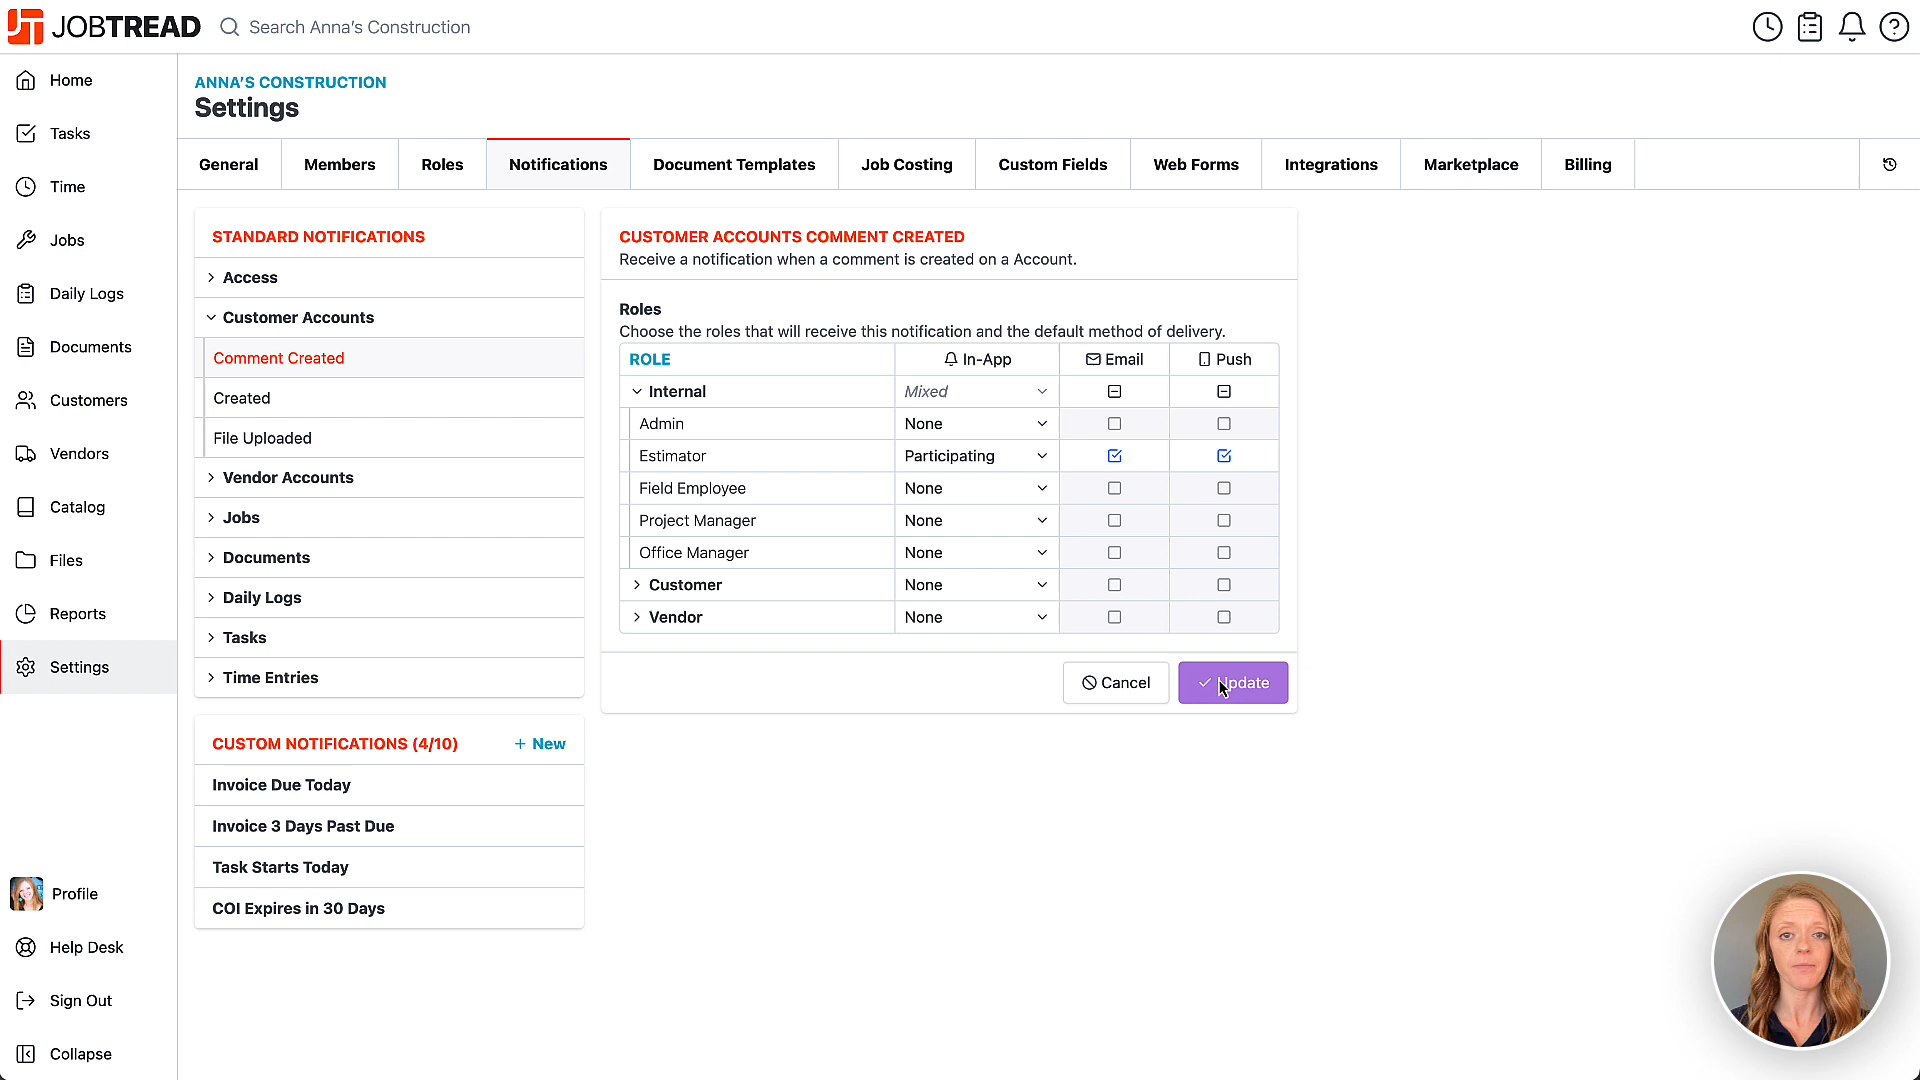 JOBTREAD
Search Anna's Construction
Home
Tasks
Time
Jobs
Daily Logs
Documents
Customers
Vendors
Catalog
Files
Reports
Settings
Profile
Help Desk
Sign Out
Collapse
ANNA'S CONSTRUCTION
Settings
General Members Roles Notifications Document Templates Job Costing Custom Fields Web Forms Integrations Marketplace Billing
STANDARD NOTIFICATIONS
Access
Customer Accounts
Comment Created
Created
File Uploaded
Vendor Accounts
Jobs
Documents
Daily Logs
Tasks
Time Entries
CUSTOM NOTIFICATIONS (4/10) + New
Invoice Due Today
Invoice 3 Days Past Due
Task Starts Today
COI Expires in 30 Days
CUSTOMER ACCOUNTS COMMENT CREATED
Receive a notification when a comment is created on a Account.
Roles
Choose the roles that will receive this notification and the default method of delivery.
ROLE In-App Email Push
Internal Mixed
Admin None
Estimator Participating
Field Employee None
Project Manager None
Office Manager None
Customer None
Vendor None
Cancel Update